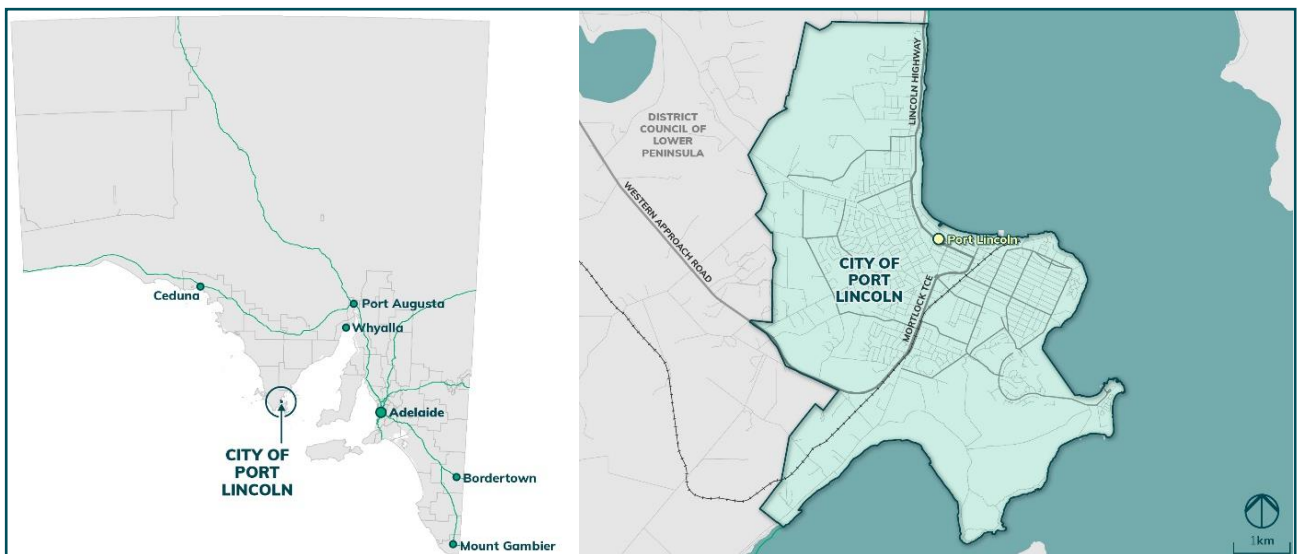 Ceduna
Port Augusta
Whyalla
Adelaide
CITY OF
PORT
LINCOLN
Bordertown
Mount Gambier
DISTRICT
COUNCIL OF
LOWER
PENINSULA
LINCOLN HIGHWAY
WESTERN APPROACH ROAD
Port Lincoln
CITY OF
PORT
LINCOLN
MORTLOCK TCE
1km